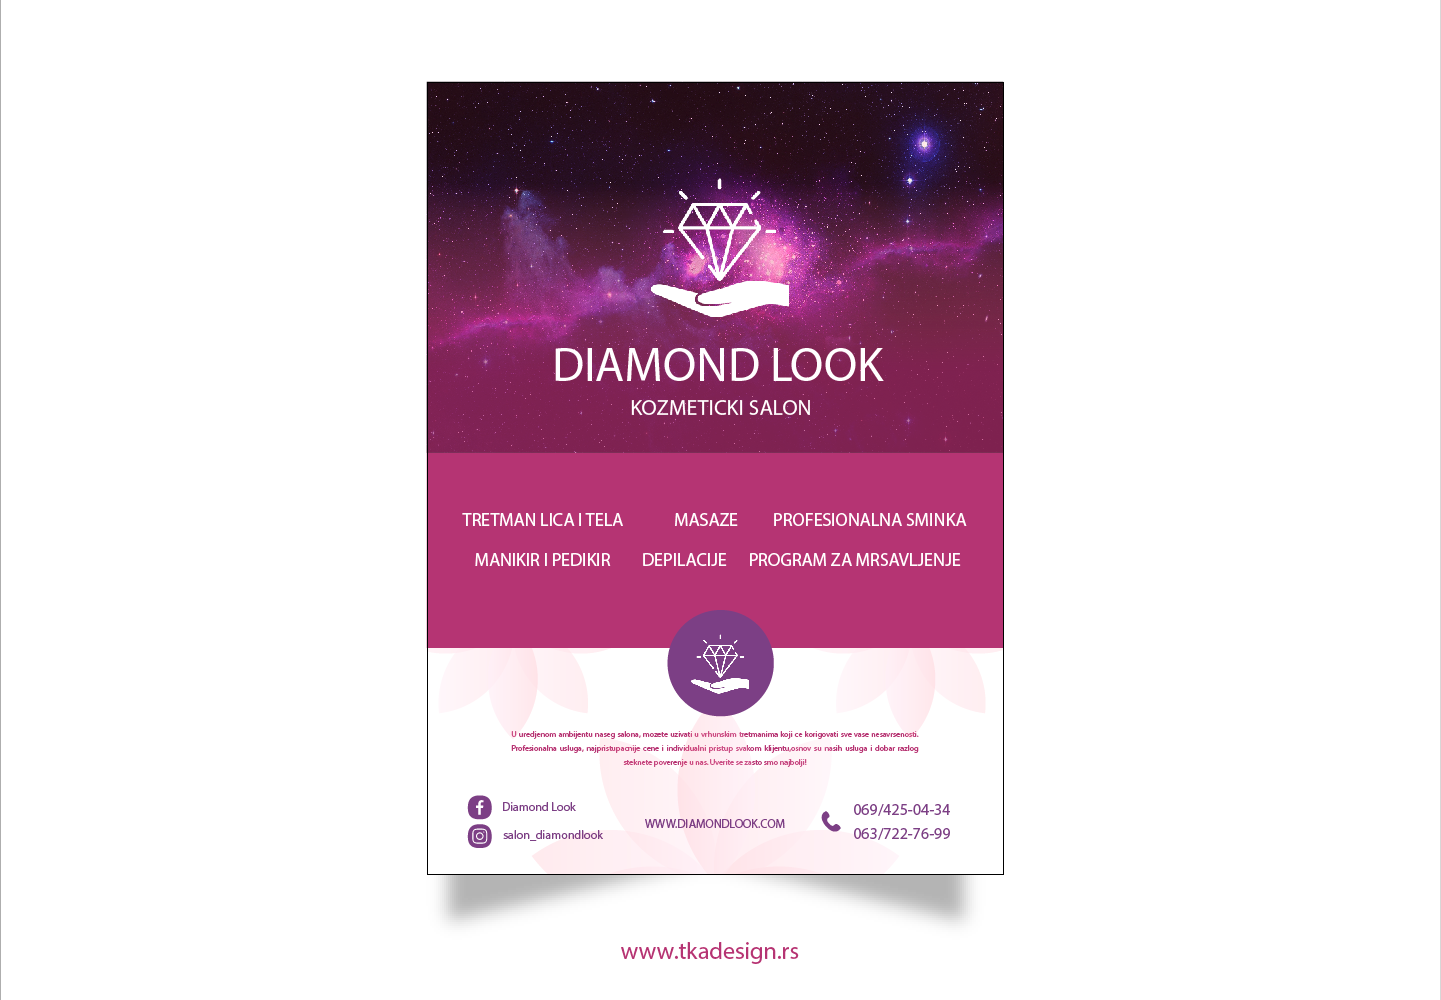 DIAMOND LOOK
KOZMETICKI SALON
TRETMAN LICA I TELA MASAZE PROFESIONALNA SMINKA
MANIKIR I PEDIKIR DEPILACIJE PROGRAM ZA MRSAVLJENJE
U uredjenom ambijentu naseg salona, mozete uzivati u vrhunskim tretmanima koji ce korigovati sve vase nesavrsenosti.
Profesionalna usluga, najpristupacnije cene i individualni pristup svakom klijentu,osnov su nasih usluga i dobar razlog
steknete poverenje u nas. Uverite se zasto smo najbolji!
Diamond Look
salon_diamondlook
WWW.DIAMONDLOOK.COM
069/425-04-34
063/722-76-99
www.tkadesign.rs